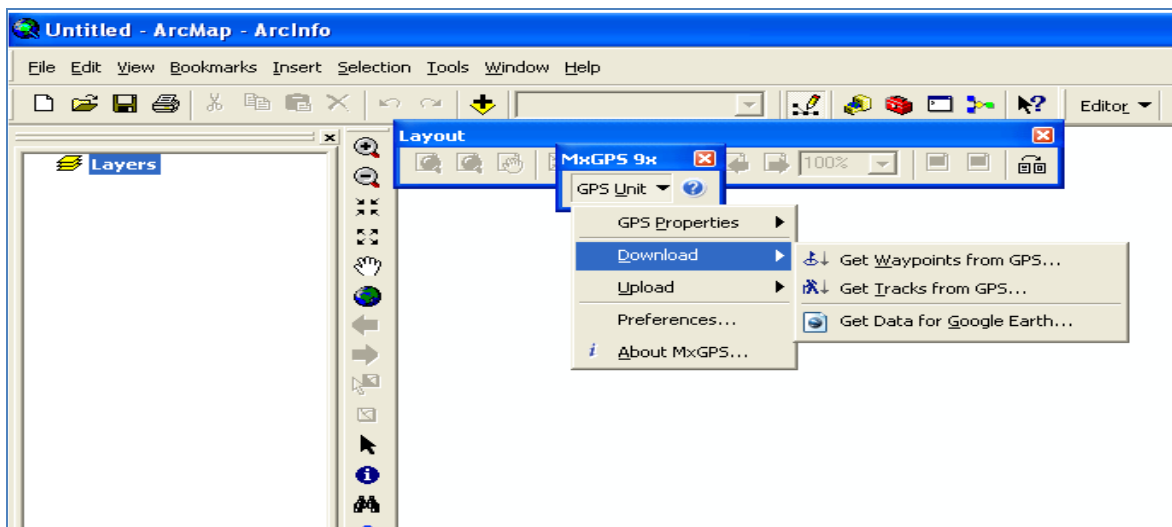 Untitled - ArcMap - ArcInfo
File Edit View Bookmarks Insert Selection Tools Window Help
Editor
Layout
Layers
MxGPS 9x
100%
GPS Unit
GPS Properties
Download
Get Waypoints from GPS...
Upload
Get Tracks from GPS...
Preferences...
Get Data for Google Earth...
About MxGPS...